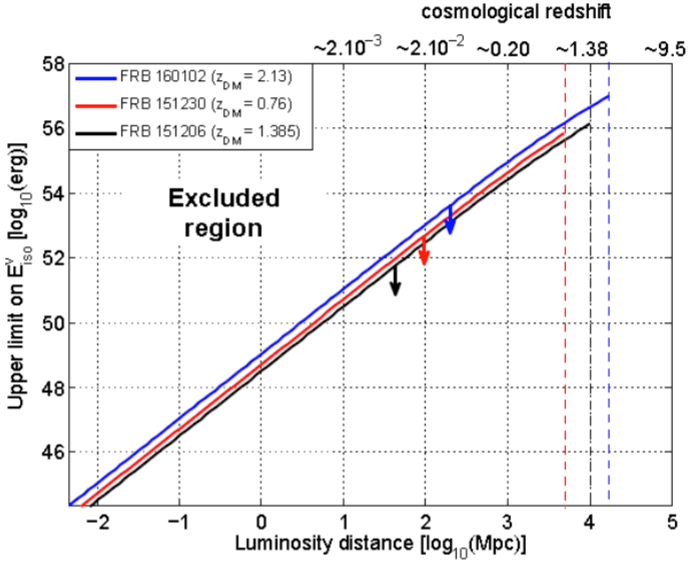 cosmological redshift
~2.10⁻³ ~2.10⁻² ~0.20 ~1.38 ~9.5
58
FRB 160102 (z_DM = 2.13)
FRB 151230 (z_DM = 0.76)
FRB 151206 (z_DM = 1.385)
56
54
Excluded
region
52
50
48
46
Upper limit on E^ν_iso [log₁₀(erg)]
−2 −1 0 1 2 3 4 5
Luminosity distance [log₁₀(Mpc)]